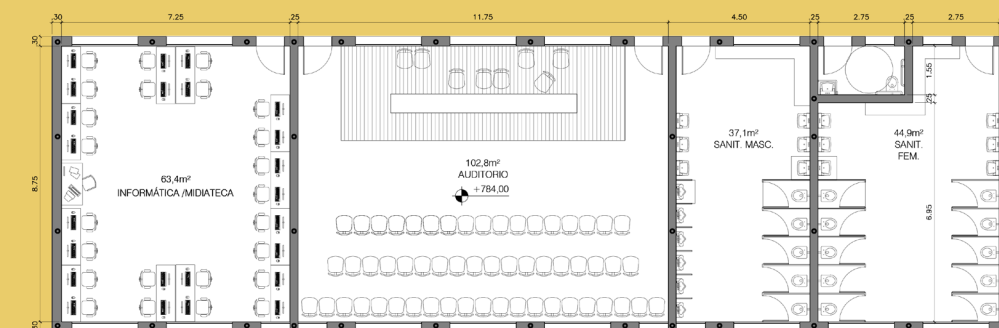 .30 7.25 .25 11.75 4.50 .25 2.75 .25 2.75
.30
1.55
.25
37,1m²
SANIT. MASC.
44,9m²
SANIT.
FEM.
102,8m²
AUDITORIO
+784,00
63,4m²
INFORMÁTICA /MIDIATECA
8.75
6.95